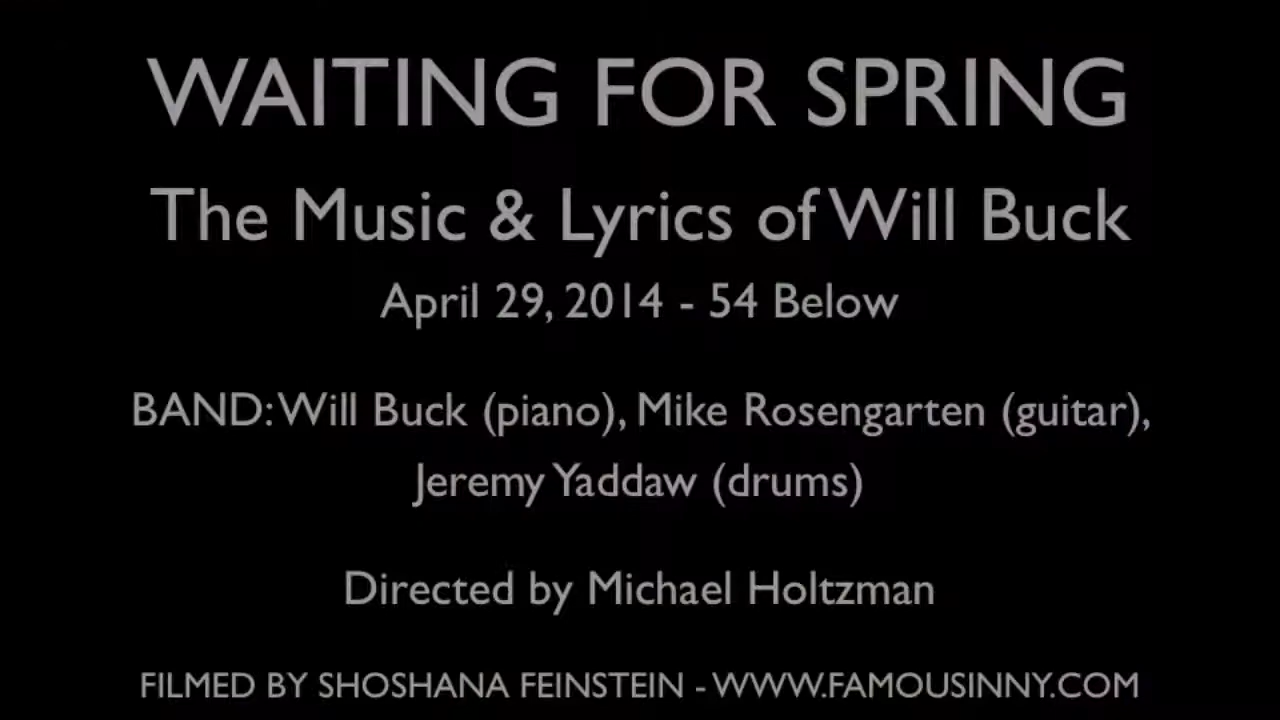 WAITING FOR SPRING
The Music & Lyrics of Will Buck
April 29, 2014 - 54 Below
BAND: Will Buck (piano), Mike Rosengarten (guitar),
Jeremy Yaddaw (drums)
Directed by Michael Holtzman
FILMED BY SHOSHANA FEINSTEIN - WWW.FAMOUSINNY.COM